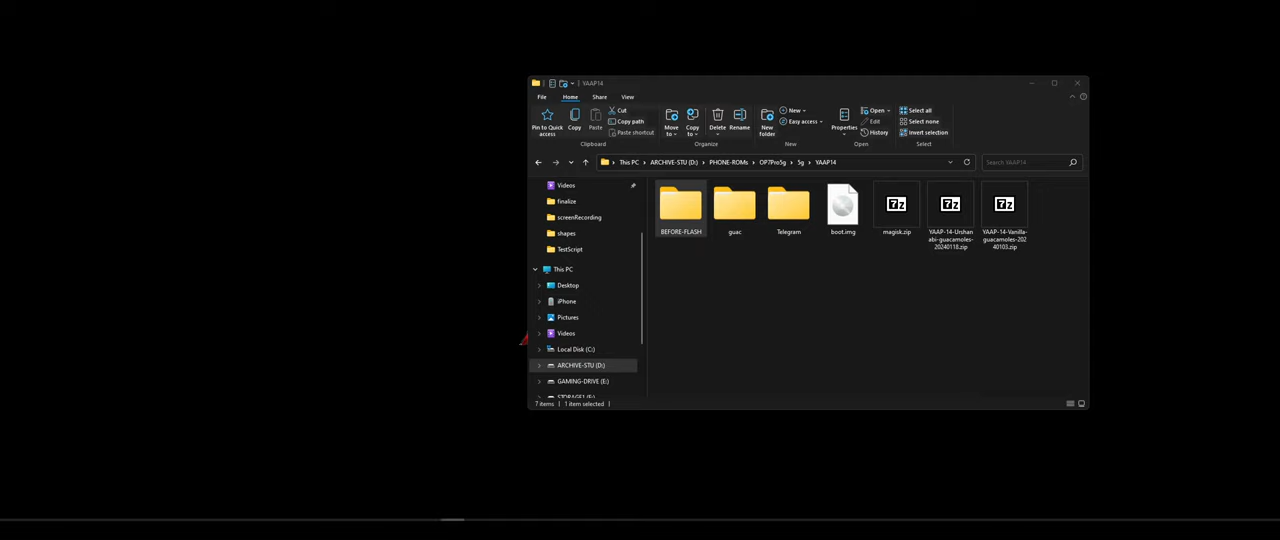 YAAP14
File Home Share View
Pin to Quick access
Copy
Paste
Cut
Copy path
Paste shortcut
Move to
Copy to
Delete
Rename
New folder
New
Easy access
Properties
Open
Edit
History
Select all
Select none
Invert selection
Clipboard Organize New Open Select
This PC > ARCHIVE-STU (D:) > PHONE-ROMs > OP7Pro5g > 5g > YAAP14
Search YAAP14
Videos
finalize
screenRecording
shapes
TestScript
This PC
Desktop
iPhone
Pictures
Videos
Local Disk (C:)
ARCHIVE-STU (D:)
GAMING-DRIVE (E:)
BEFORE-FLASH
guac
Telegram
boot.img
7z
magisk.zip
7z
YAAP-14-Urshan
abi-guacamoles-
20240118.zip
7z
YAAP-14-Vanilla-
guacamoles-202
40103.zip
7 items 1 item selected